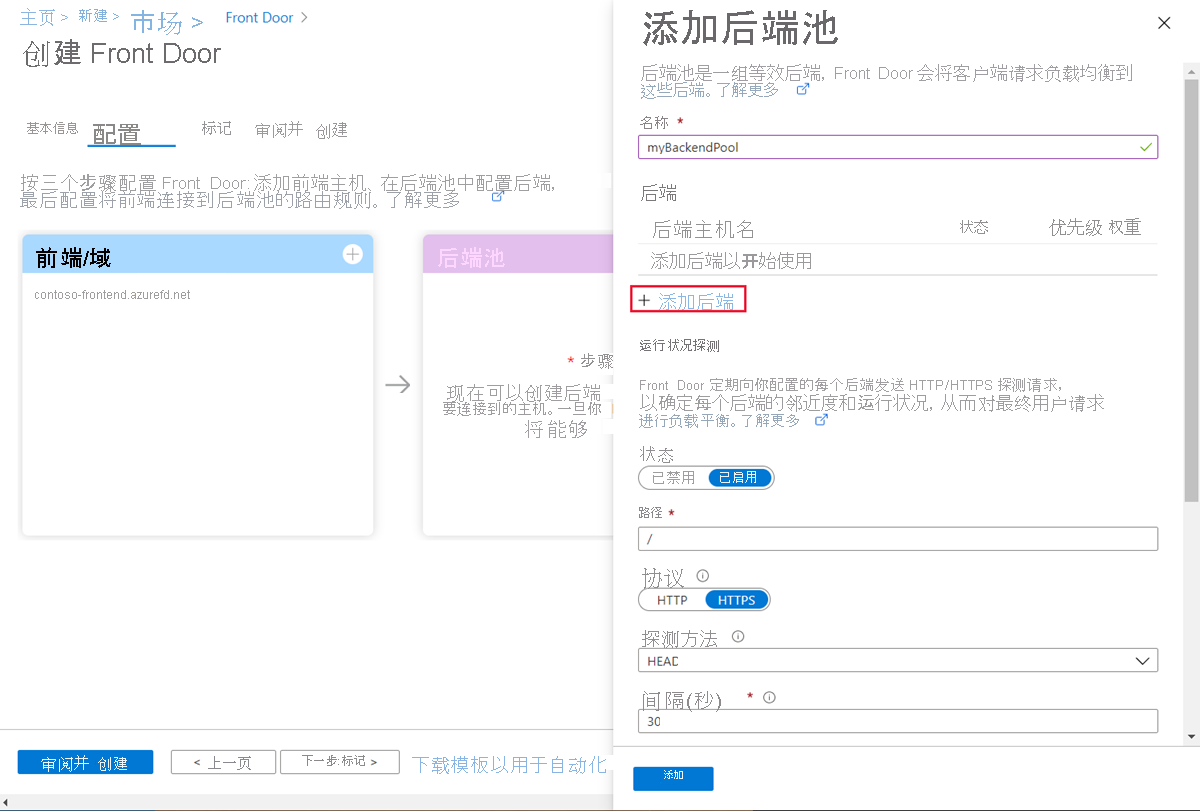 主页 > 新建 > 市场 > Front Door >
创建 Front Door
基本信息 配置 标记 审阅并 创建
按三个步骤配置 Front Door: 添加前端主机, 在后端池中配置后端,
最后配置将前端连接到后端池的路由规则。了解更多
前端/域
contoso-frontend.azurefd.net
后端池
* 步骤
现在可以创建后端
要连接到的主机。一旦你
将能够
审阅并 创建
< 上一页
下一步:标记 >
下载模板以用于自动化
添加后端池
后端池是一组等效后端, Front Door 会将客户端请求负载均衡到
这些后端。了解更多
名称 *
myBackendPool
后端
后端主机名 状态 优先级 权重
添加后端以开始使用
+ 添加后端
运行状况探测
Front Door 定期向你配置的每个后端发送 HTTP/HTTPS 探测请求,
以确定每个后端的邻近度和运行状况, 从而对最终用户请求
进行负载平衡。了解更多
状态
已禁用 已启用
路径 *
/
协议
HTTP HTTPS
探测方法
HEAD
间隔(秒) *
30
添加